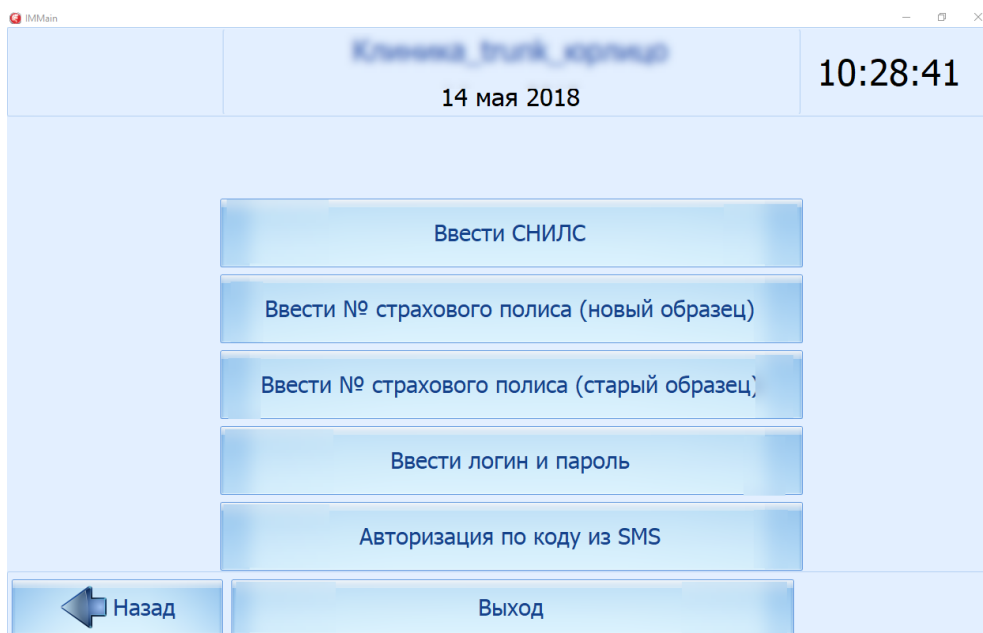 IMMain
14 мая 2018
10:28:41
Ввести СНИЛС
Ввести № страхового полиса (новый образец)
Ввести № страхового полиса (старый образец)
Ввести логин и пароль
Авторизация по коду из SMS
Назад
Выход